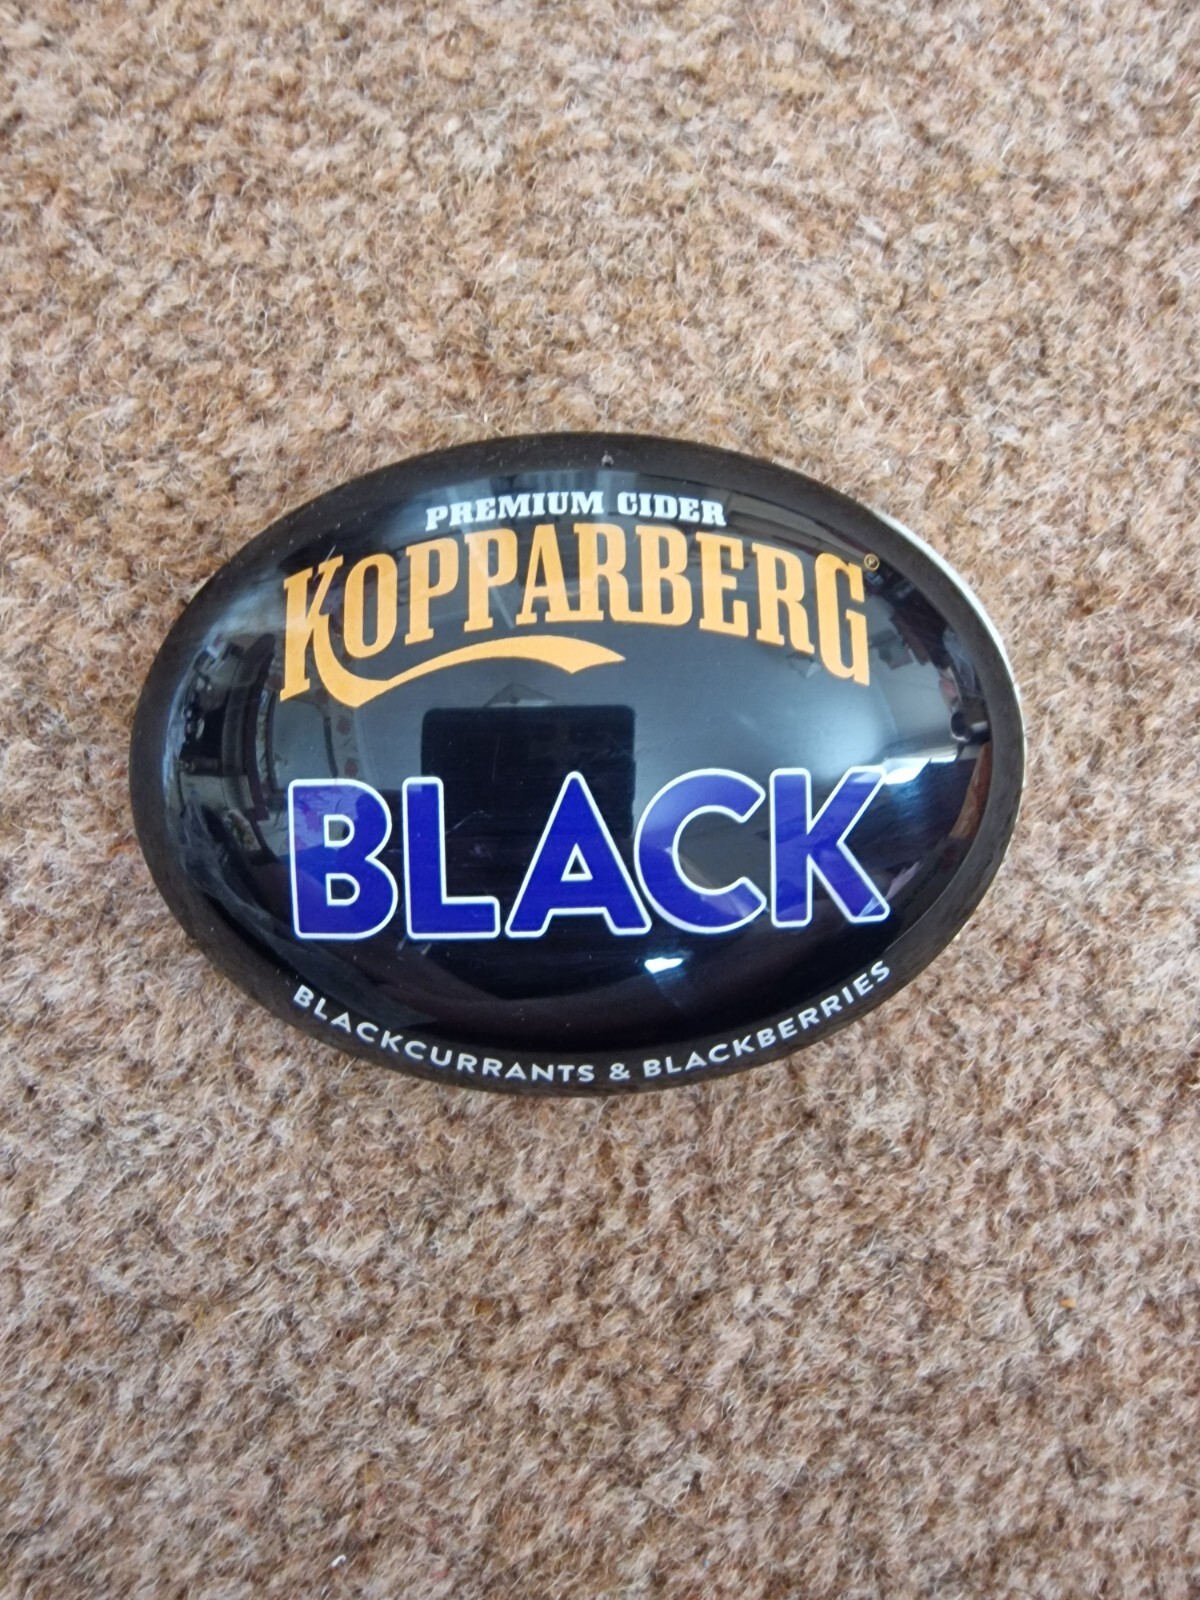 PREMIUM CIDER
KOPPARBERG®
BLACK
BLACKCURRANTS & BLACKBERRIES